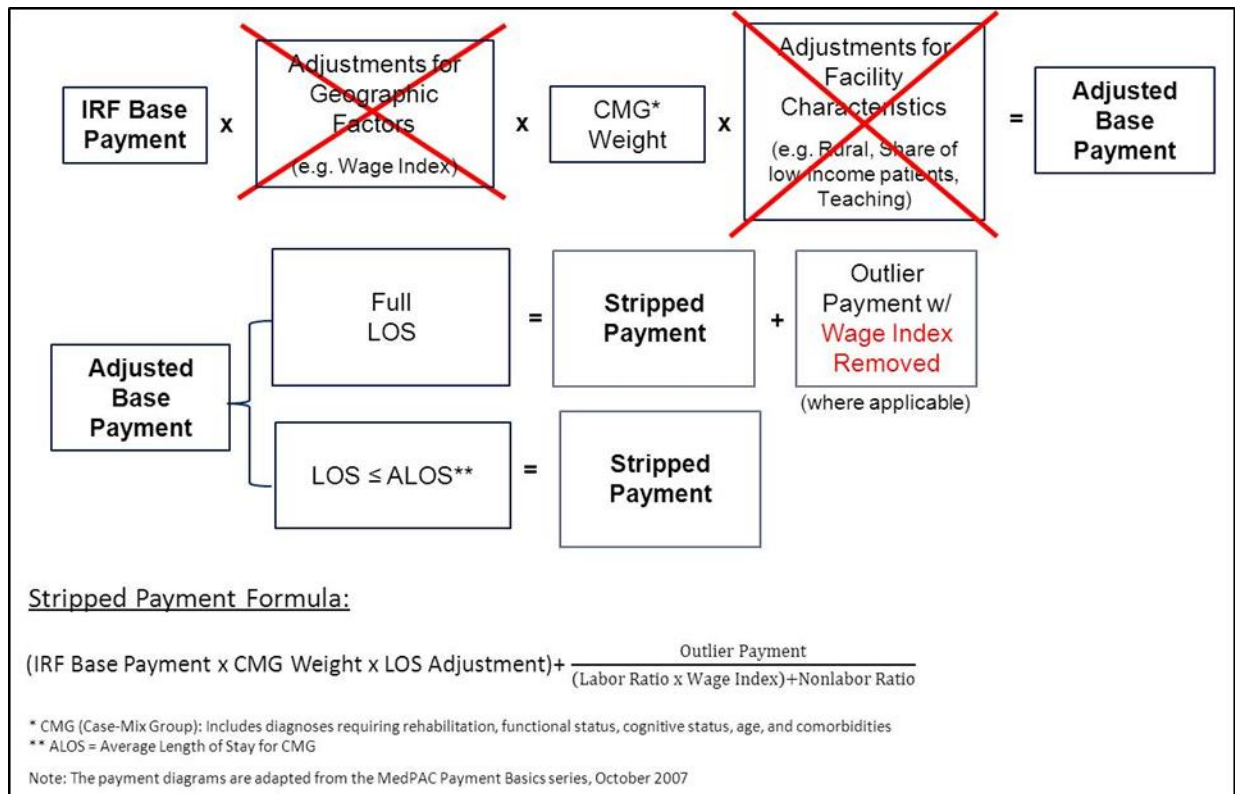 IRF Base
Payment
x
Adjustments for
Geographic
Factors
(e.g. Wage Index)
x
CMG*
Weight
x
Adjustments for
Facility
Characteristics
(e.g. Rural, Share of
low income patients,
Teaching)
=
Adjusted
Base
Payment
Adjusted
Base
Payment
Full
LOS
=
Stripped
Payment
+
Outlier
Payment w/
Wage Index
Removed
(where applicable)
LOS ≤ ALOS**
=
Stripped
Payment
Stripped Payment Formula:
(IRF Base Payment x CMG Weight x LOS Adjustment)+
Outlier Payment
(Labor Ratio x Wage Index)+Nonlabor Ratio
* CMG (Case-Mix Group): Includes diagnoses requiring rehabilitation, functional status, cognitive status, age, and comorbidities
** ALOS = Average Length of Stay for CMG
Note: The payment diagrams are adapted from the MedPAC Payment Basics series, October 2007